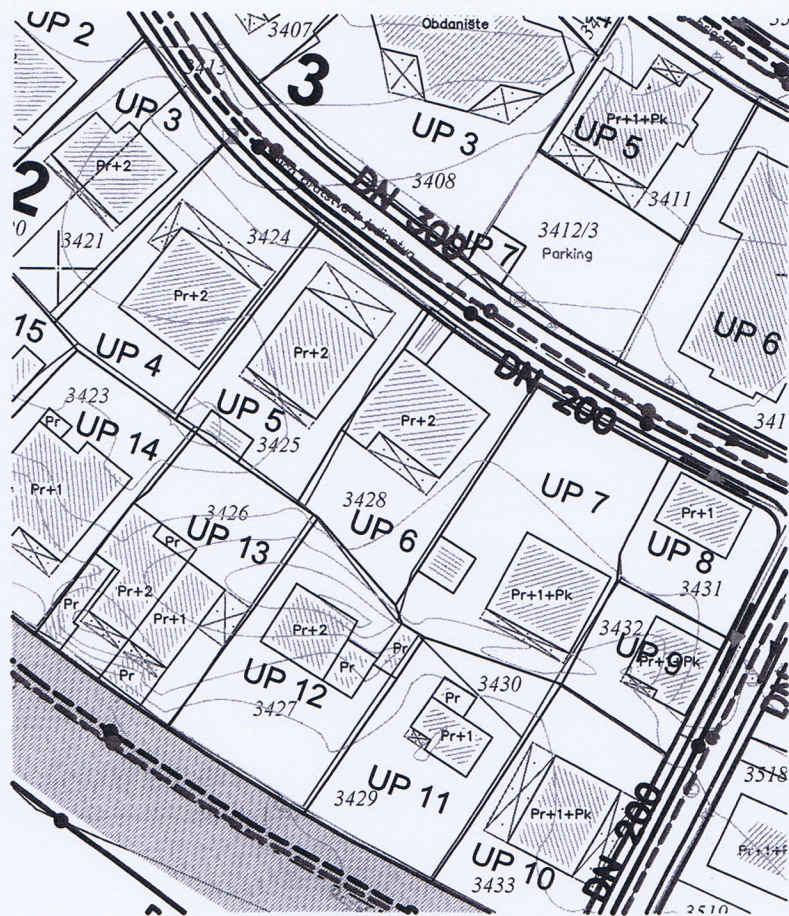 UP 2
3407
Obdanište
3413
3
UP 3
UP 3
Pr+1+Pk
UP 5
Pr+2
2
3408
3411
DN 300
UP 7
3412/3
Parking
3421
3424
Pr+2
UP 6
15
UP 4
Pr+2
DN 200
341
3423
UP 5
Pr+2
Pr
UP 14
3425
Pr+1
UP 7
3428
3426
UP 6
Pr+1
Pr
UP 13
UP 8
3431
Pr+2
Pr+1
Pr
Pr+1+Pk
Pr+2
3432
UP 9
Pr+1+Pk
Pr
Pr
Pr
UP 12
3430
3427
Pr
Pr+1
3518
UP 11
3429
Pr+1+Pk
DN 200
UP 10
3433
3519